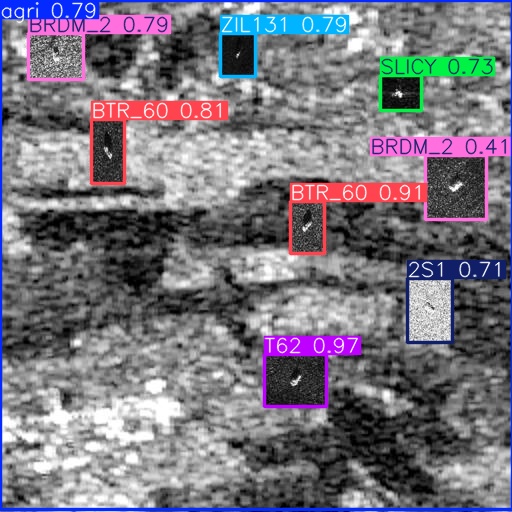 agri 0.79
BRDM_2 0.79
ZIL131 0.79
SLICY 0.73
BTR_60 0.81
BRDM_2 0.41
BTR_60 0.91
2S1 0.71
T62 0.97